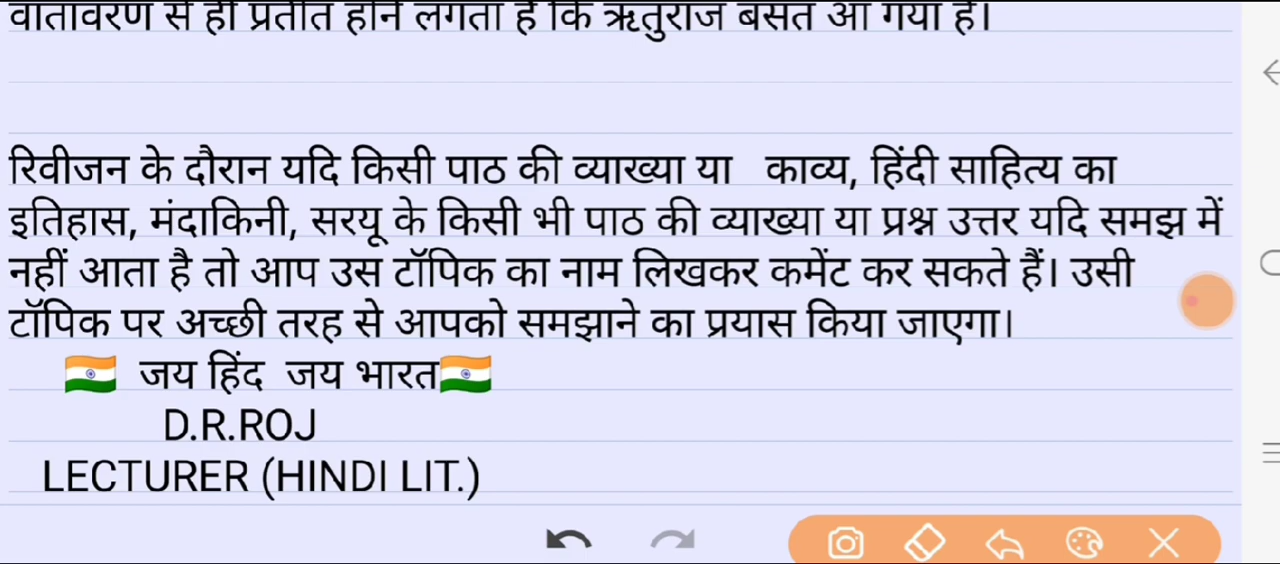 वातावरण से ही प्रतीत होने लगता है कि ऋतुराज बसंत आ गया है।
रिवीजन के दौरान यदि किसी पाठ की व्याख्या या काव्य, हिंदी साहित्य का
इतिहास, मंदाकिनी, सरयू के किसी भी पाठ की व्याख्या या प्रश्न उत्तर यदि समझ में
नहीं आता है तो आप उस टॉपिक का नाम लिखकर कमेंट कर सकते हैं। उसी
टॉपिक पर अच्छी तरह से आपको समझाने का प्रयास किया जाएगा।
🇮🇳 जय हिंद जय भारत🇮🇳
D.R.ROJ
LECTURER (HINDI LIT.)